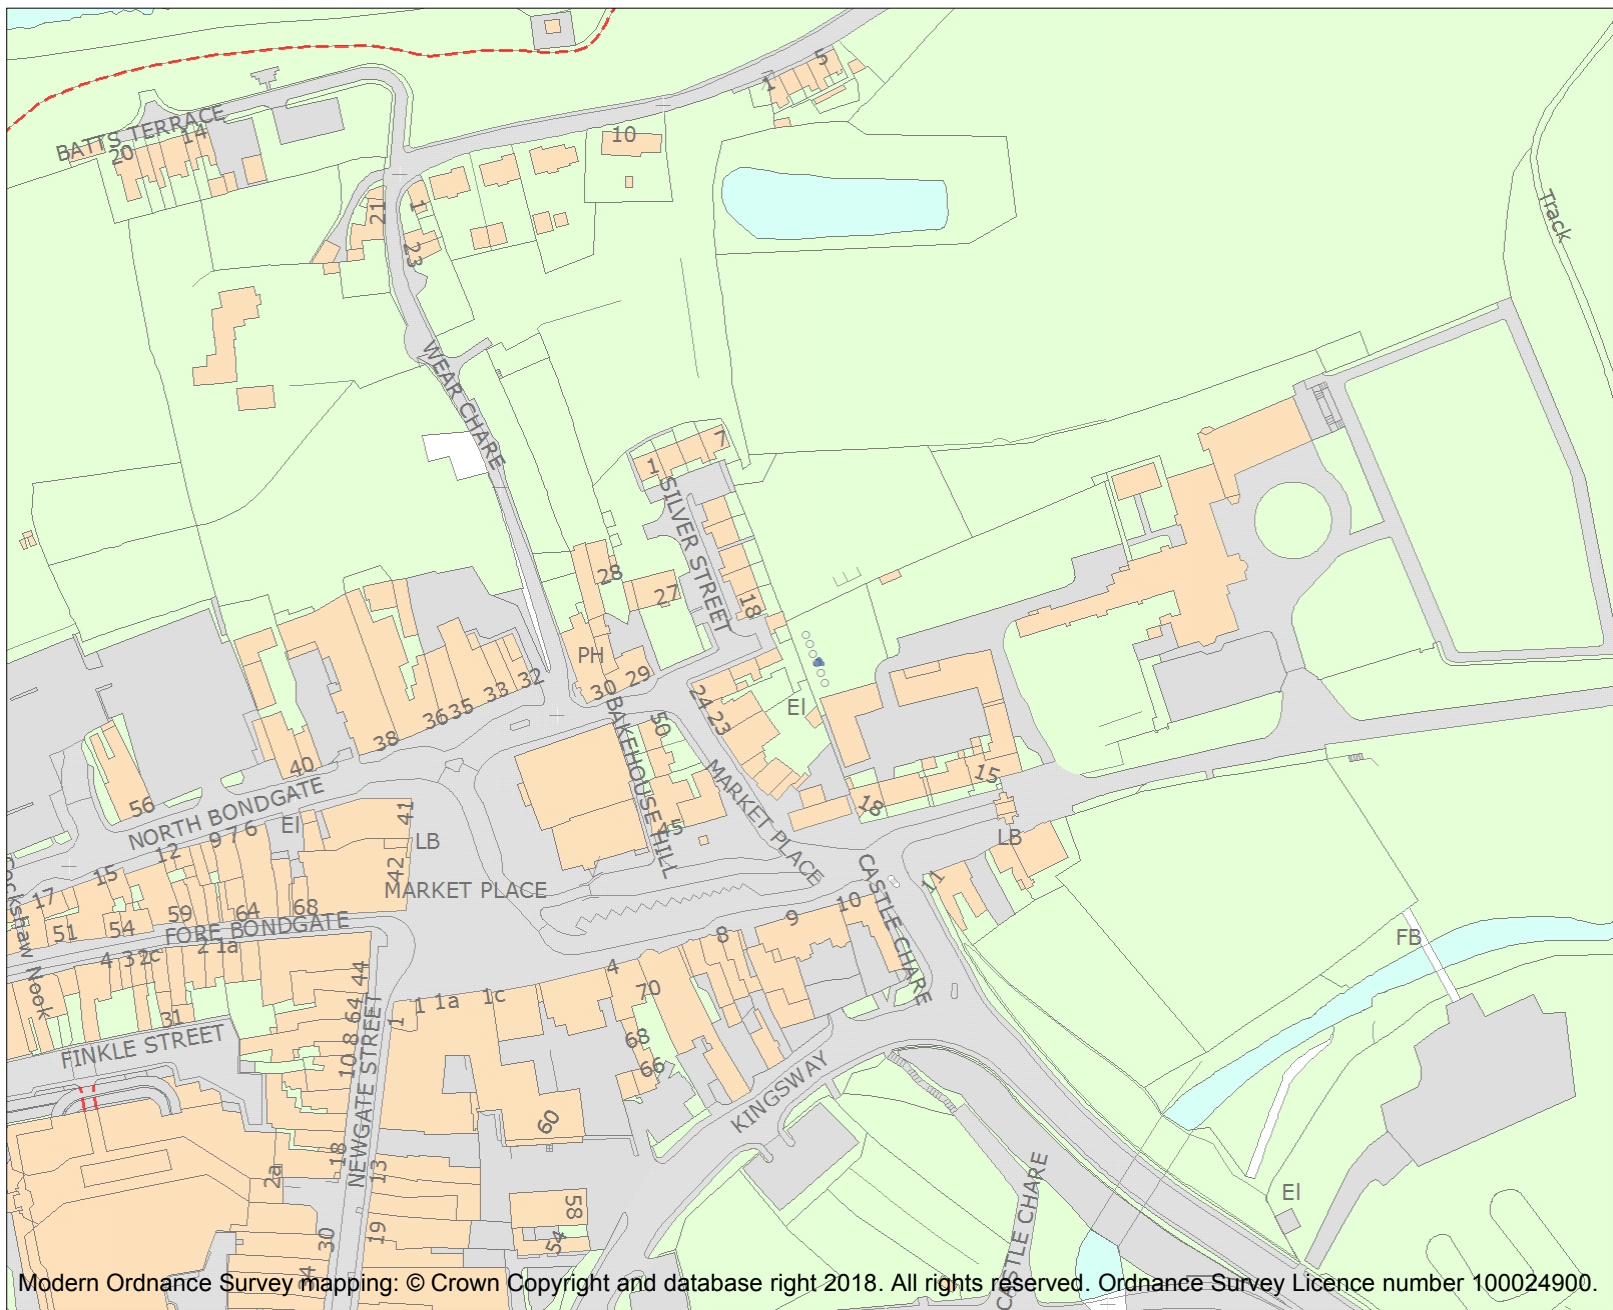 5
1
BATTS TERRACE
14
20
10
Track
21
1
23
WEAR CHARE
7
1
SILVER STREET
28
27
18
PH
32
30
29
33
36 35
38
24 23
El
50
BAKEHOUSE HILL
40
56
NORTH BONDGATE
MARKET PLACE
15
18
41
El
LB
45
LB
6
7
9
12
15
17
42
MARKET PLACE
CASTLE CHARE
11
10
9
8
68
64
59
54
51
FORE BONDGATE
1a
2
2c
3
4
ckshaw Nook
FB
44
4
70
64
8
10
1 1a
1c
1
31
FINKLE STREET
NEWGATE STREET
68
66
KINGSWAY
60
18
13
2a
58
54
19
30
34
El
CASTLE CHARE
Modern Ordnance Survey mapping: © Crown Copyright and database right 2018. All rights reserved. Ordnance Survey Licence number 100024900.